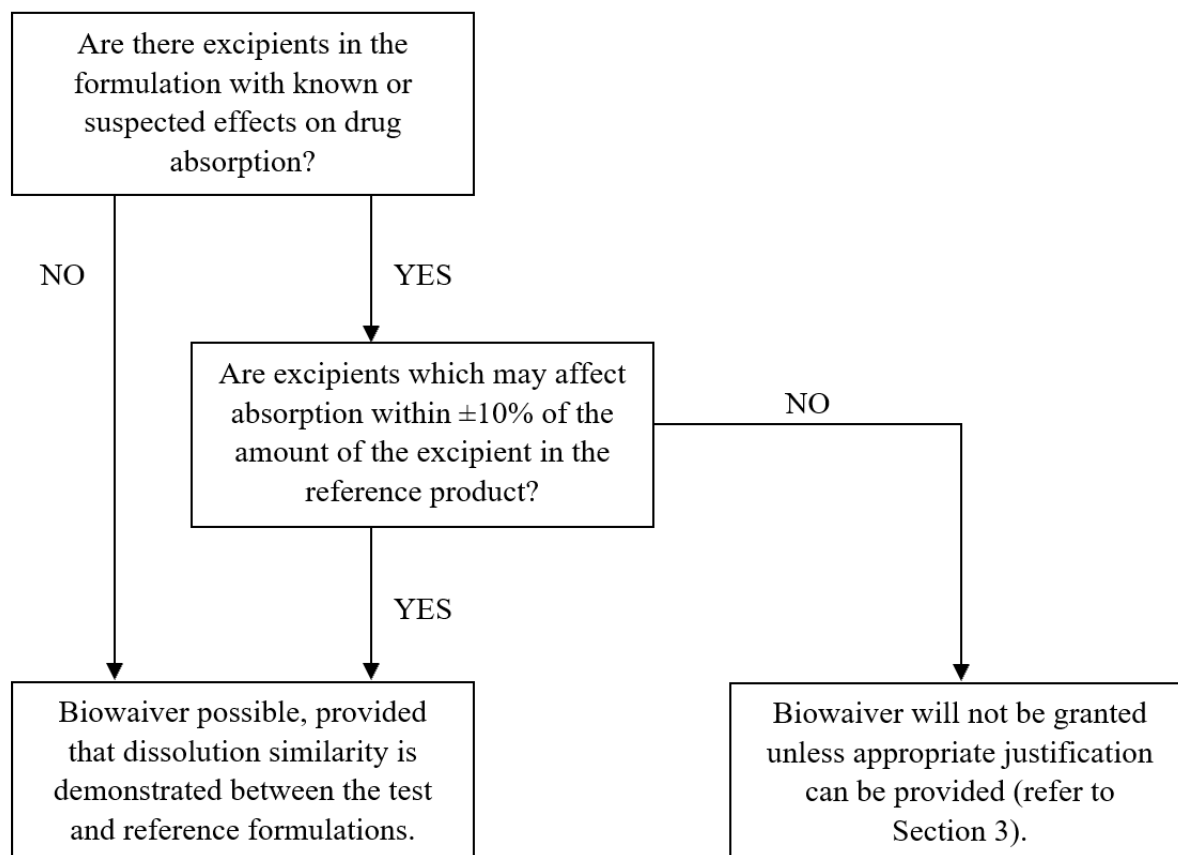 Are there excipients in the
formulation with known or
suspected effects on drug
absorption?
NO
YES
Are excipients which may affect
absorption within ±10% of the
amount of the excipient in the
reference product?
NO
YES
Biowaiver possible, provided
that dissolution similarity is
demonstrated between the test
and reference formulations.
Biowaiver will not be granted
unless appropriate justification
can be provided (refer to
Section 3).